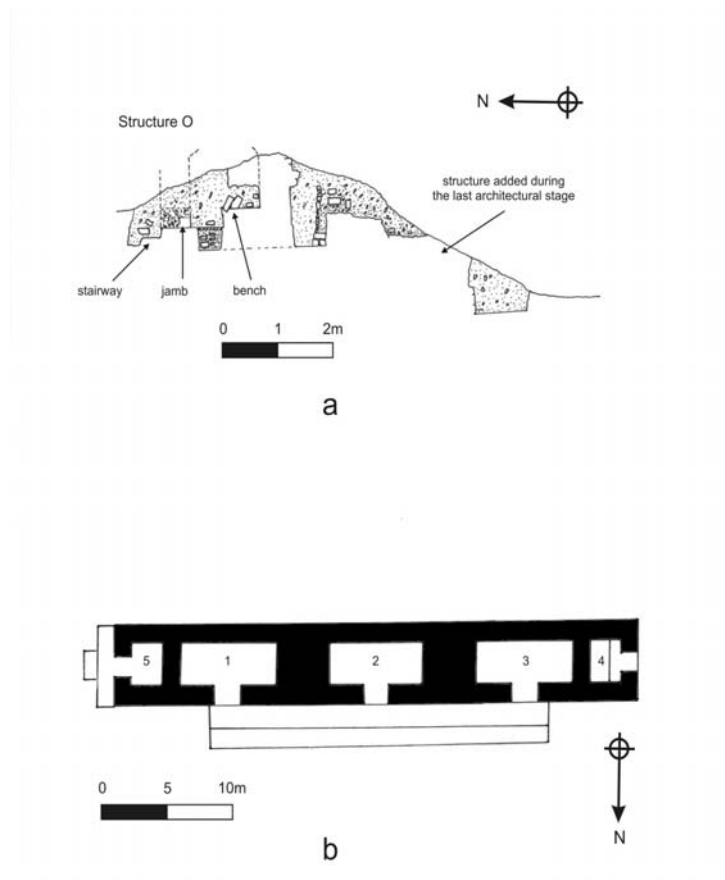 N
Structure O
structure added during
the last architectural stage
stairway
jamb
bench
0 1 2m
a
5 1 2 3 4
0 5 10m
N
b